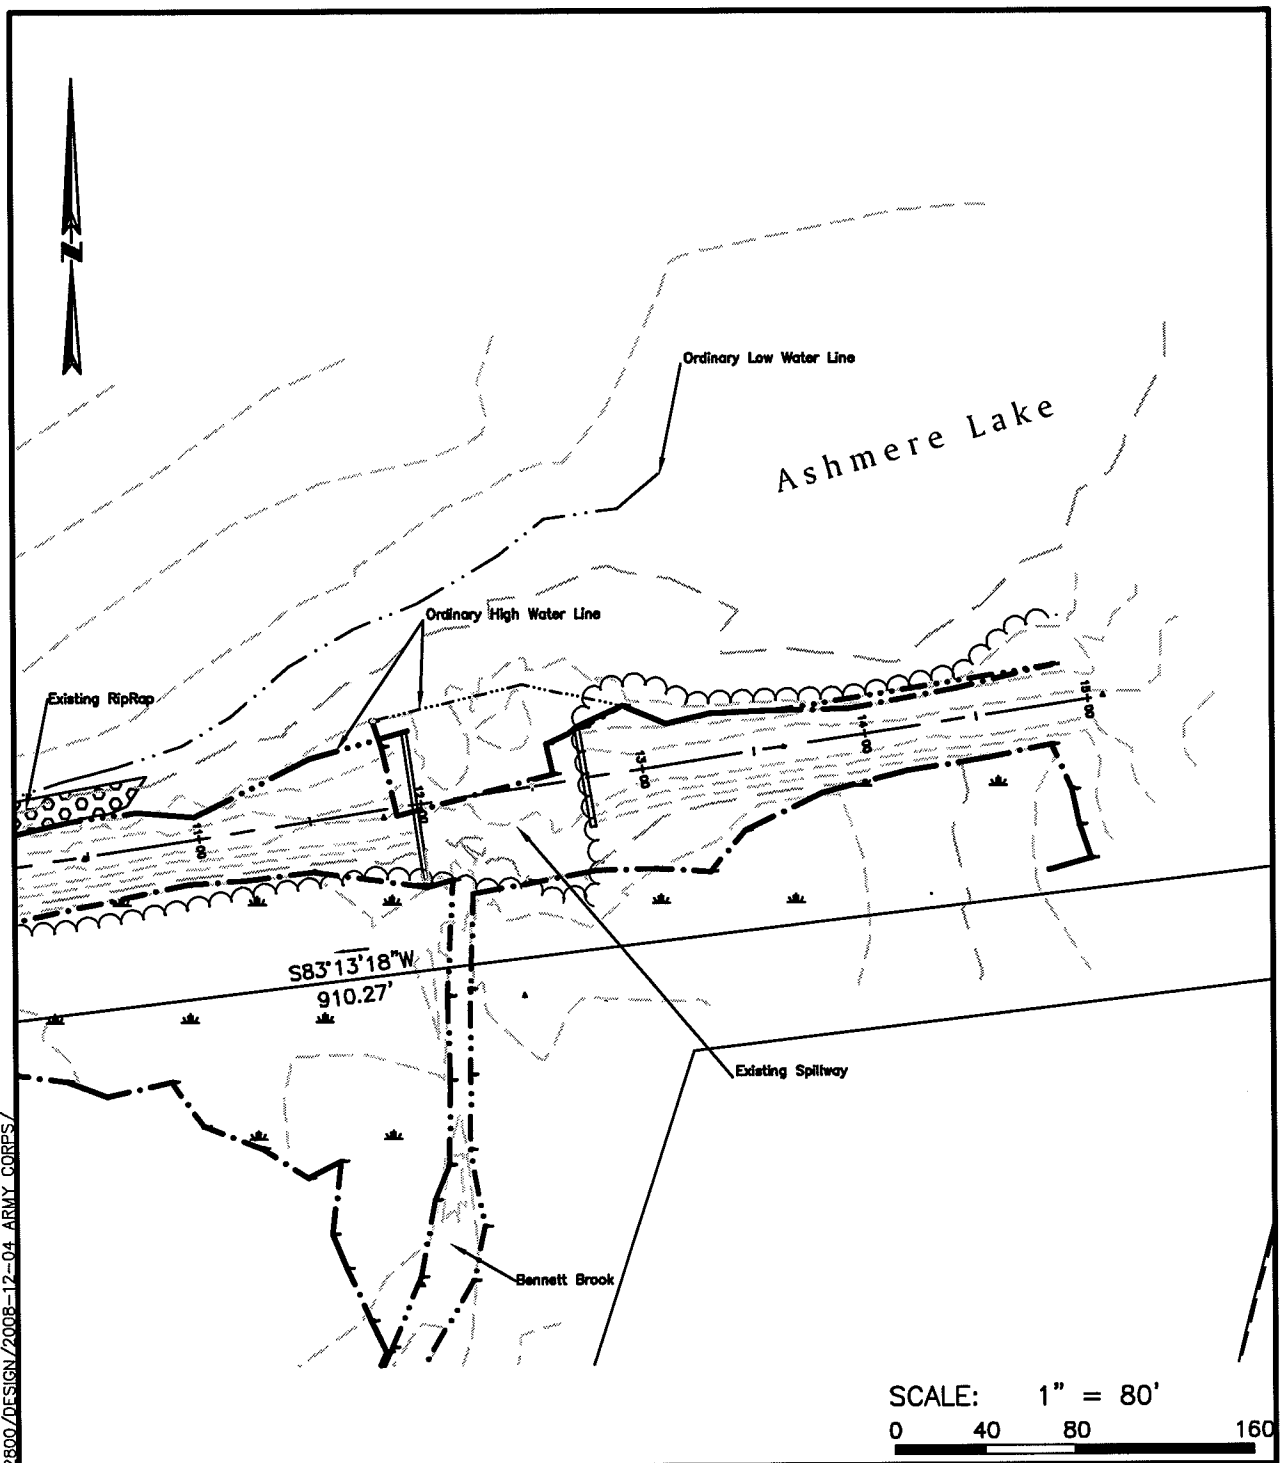 N
Ordinary Low Water Line
Ashmere Lake
Ordinary High Water Line
Existing RipRap
15+00
14+00
13+00
12+00
11+00
S83°13'18"W
910.27'
Existing Spillway
Bennett Brook
SCALE: 1" = 80'
0 40 80 160
2800/DESIGN/2008-12-04 ARMY CORPS/